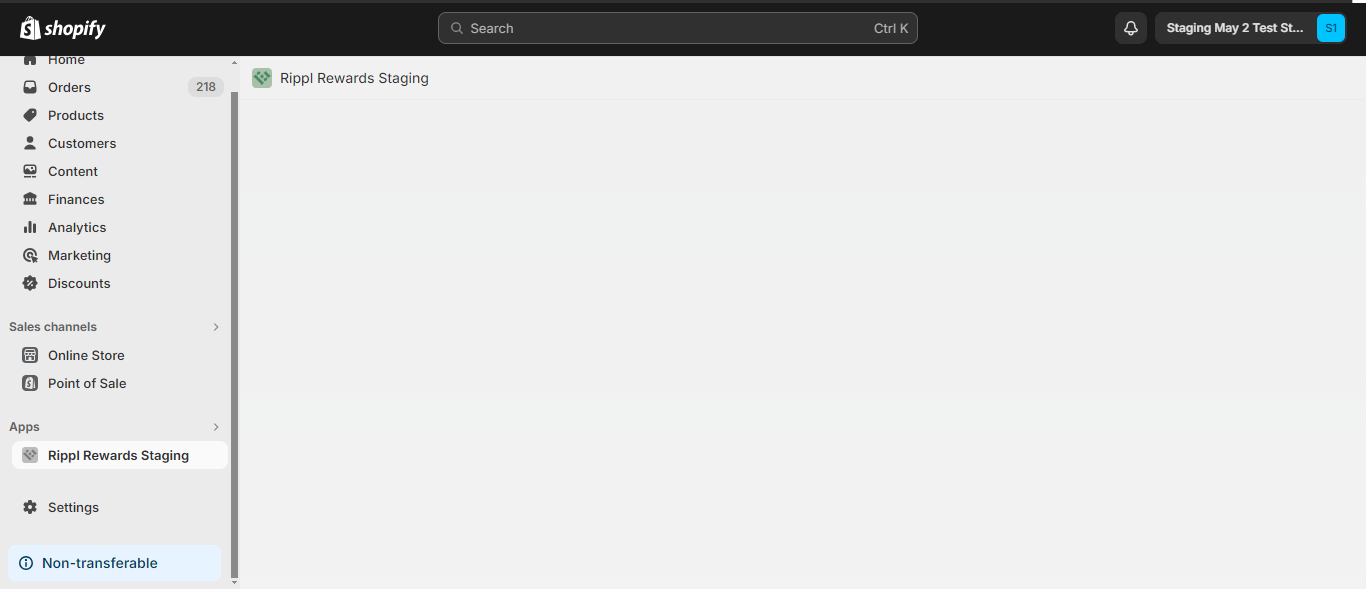 shopify
Search
Ctrl K
Staging May 2 Test St...
S1
Home
Orders
218
Products
Customers
Content
Finances
Analytics
Marketing
Discounts
Sales channels
Online Store
Point of Sale
Apps
Rippl Rewards Staging
Settings
Non-transferable
Rippl Rewards Staging